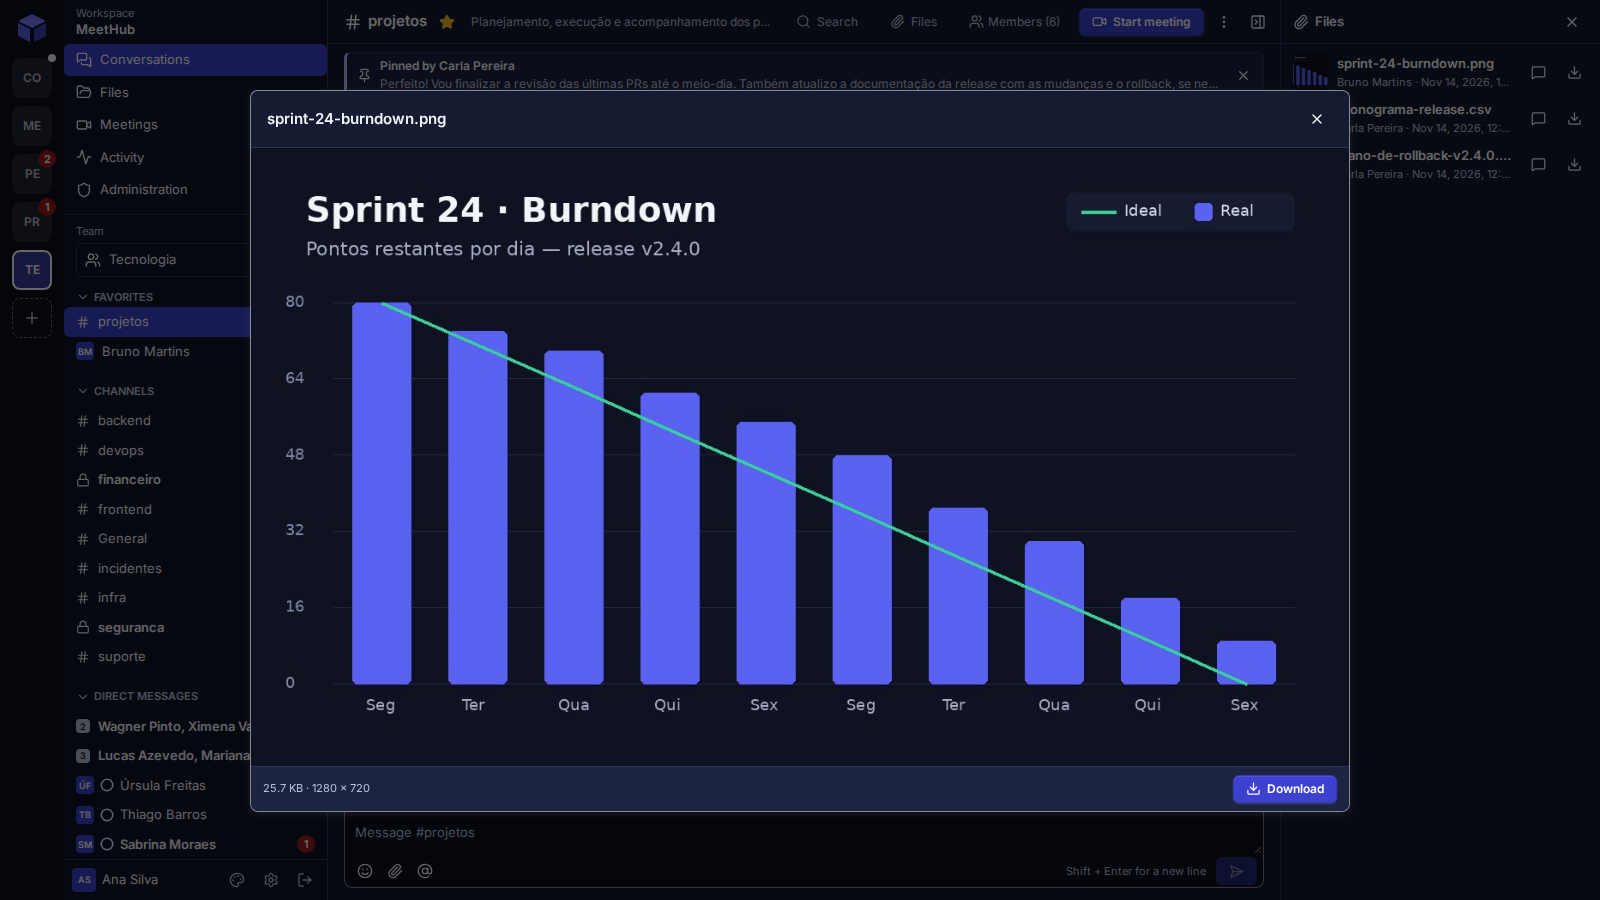 Workspace
MeetHub
CO
ME
PE
2
PR
1
TE
Conversations
Files
Meetings
Activity
Administration
Team
Tecnologia
FAVORITES
# projetos
BM Bruno Martins
CHANNELS
# backend
# devops
financeiro
# frontend
# General
# incidentes
# infra
seguranca
# suporte
DIRECT MESSAGES
2 Wagner Pinto, Ximena
3 Lucas Azevedo, Mariana
ÚF Úrsula Freitas
TB Thiago Barros
SM Sabrina Moraes 1
AS Ana Silva
# projetos
Planejamento, execução e acompanhamento dos p...
Search
Files
Members (6)
Start meeting
Pinned by Carla Pereira
Perfeito! Vou finalizar a revisão das últimas PRs até o meio-dia. Também atualizo a documentação da release com as mudanças e o rollback, se ne...
Files
sprint-24-burndown.png
Bruno Martins · Nov 14, 2026, 1...
onograma-release.csv
rla Pereira · Nov 14, 2026, 12:...
ano-de-rollback-v2.4.0....
rla Pereira · Nov 14, 2026, 12:...
sprint-24-burndown.png
Sprint 24 · Burndown
Pontos restantes por dia — release v2.4.0
Ideal
Real
80
64
48
32
16
0
Seg Ter Qua Qui Sex Seg Ter Qua Qui Sex
25.7 KB · 1280 × 720
Download
Message #projetos
Shift + Enter for a new line